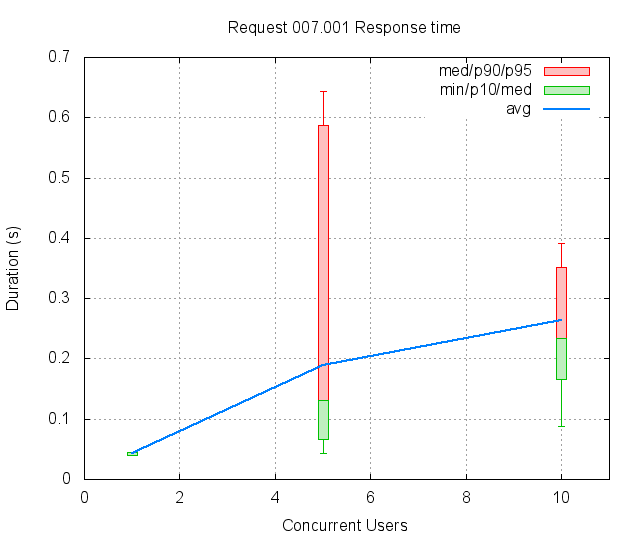 Request 007.001 Response time
0.7
0.6
0.5
0.4
0.3
0.2
0.1
0
Duration (s)
med/p90/p95
min/p10/med
avg
0 2 4 6 8 10
Concurrent Users